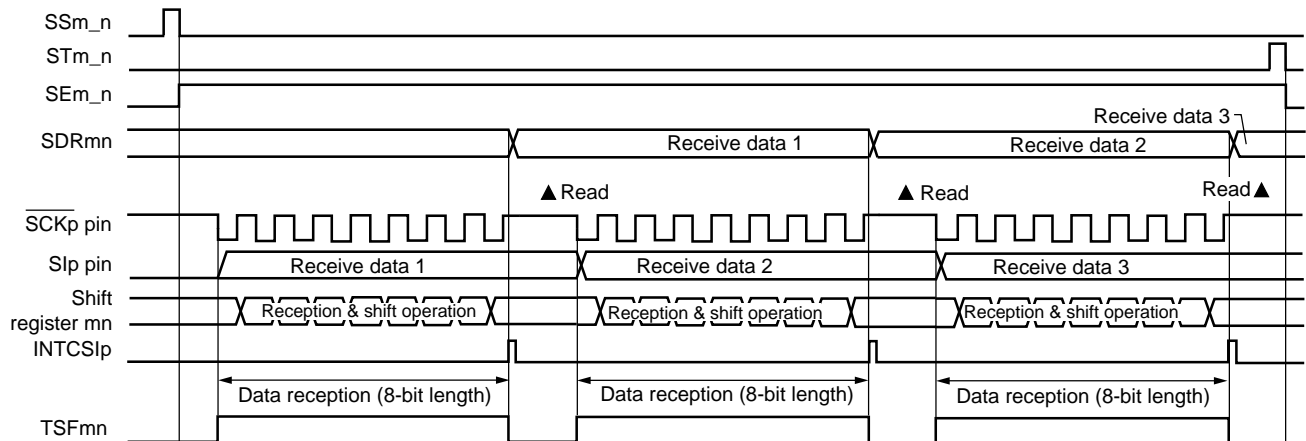 SSm_n
STm_n
SEm_n
Receive data 3
SDRmn
Receive data 1
Receive data 2
▲ Read
▲ Read
Read ▲
SCKp pin
SIp pin
Receive data 1
Receive data 2
Receive data 3
Shift
register mn
Reception & shift operation
Reception & shift operation
Reception & shift operation
INTCSIp
Data reception (8-bit length)
Data reception (8-bit length)
Data reception (8-bit length)
TSFmn